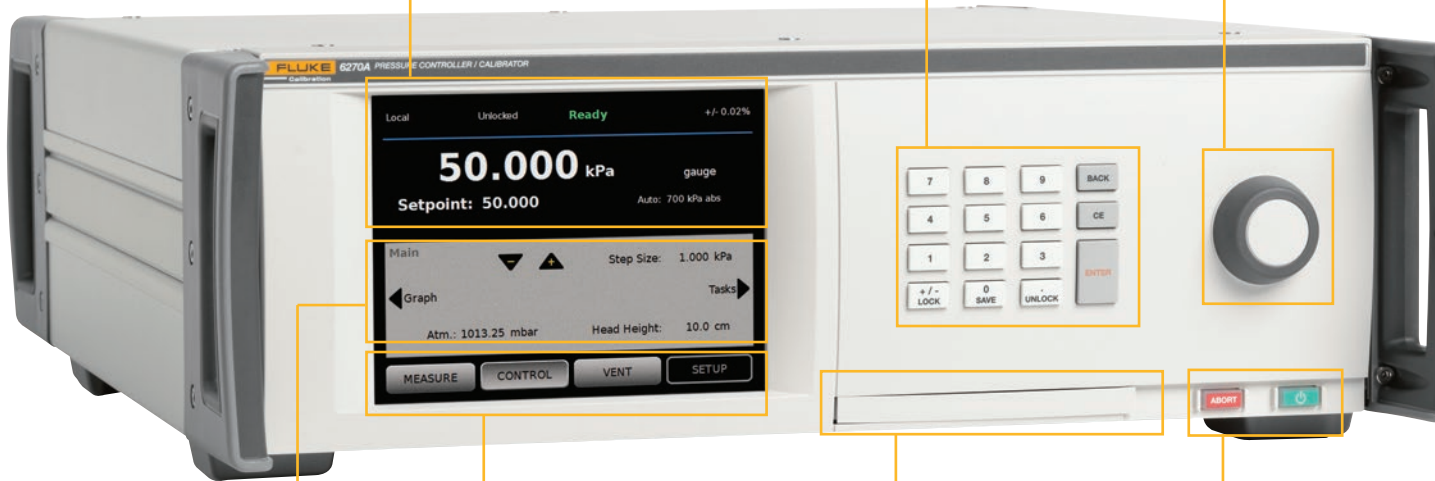 FLUKE 6270A PRESSURE CONTROLLER / CALIBRATOR
Calibration
Local Unlocked Ready +/- 0.02%
50.000 kPa gauge
Setpoint: 50.000 Auto: 700 kPa abs
Main Step Size: 1.000 kPa
Graph Tasks
Atm.: 1013.25 mbar Head Height: 10.0 cm
MEASURE CONTROL VENT SETUP
7 8 9 BACK
4 5 6 CE
1 2 3 ENTER
+ / - 0 .
LOCK SAVE UNLOCK
ABORT